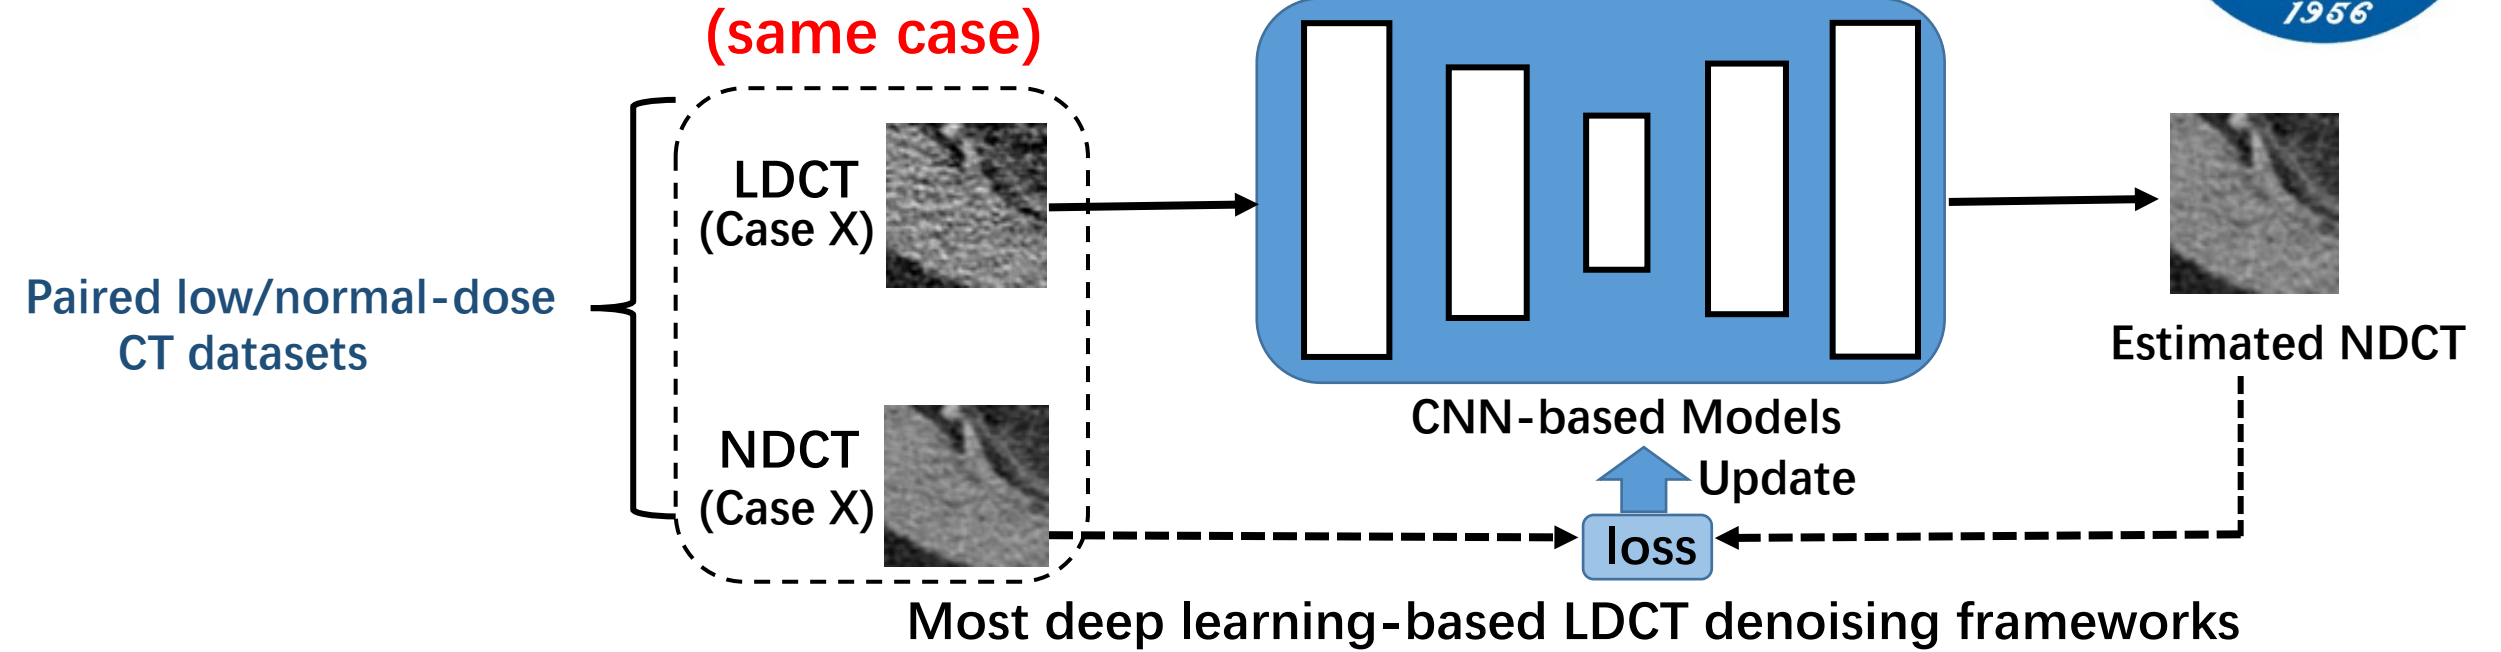 (same case)
1956
LDCT
(Case X)
Paired low/normal-dose
CT datasets
Estimated NDCT
CNN-based Models
NDCT
(Case X)
Update
loss
Most deep learning-based LDCT denoising frameworks